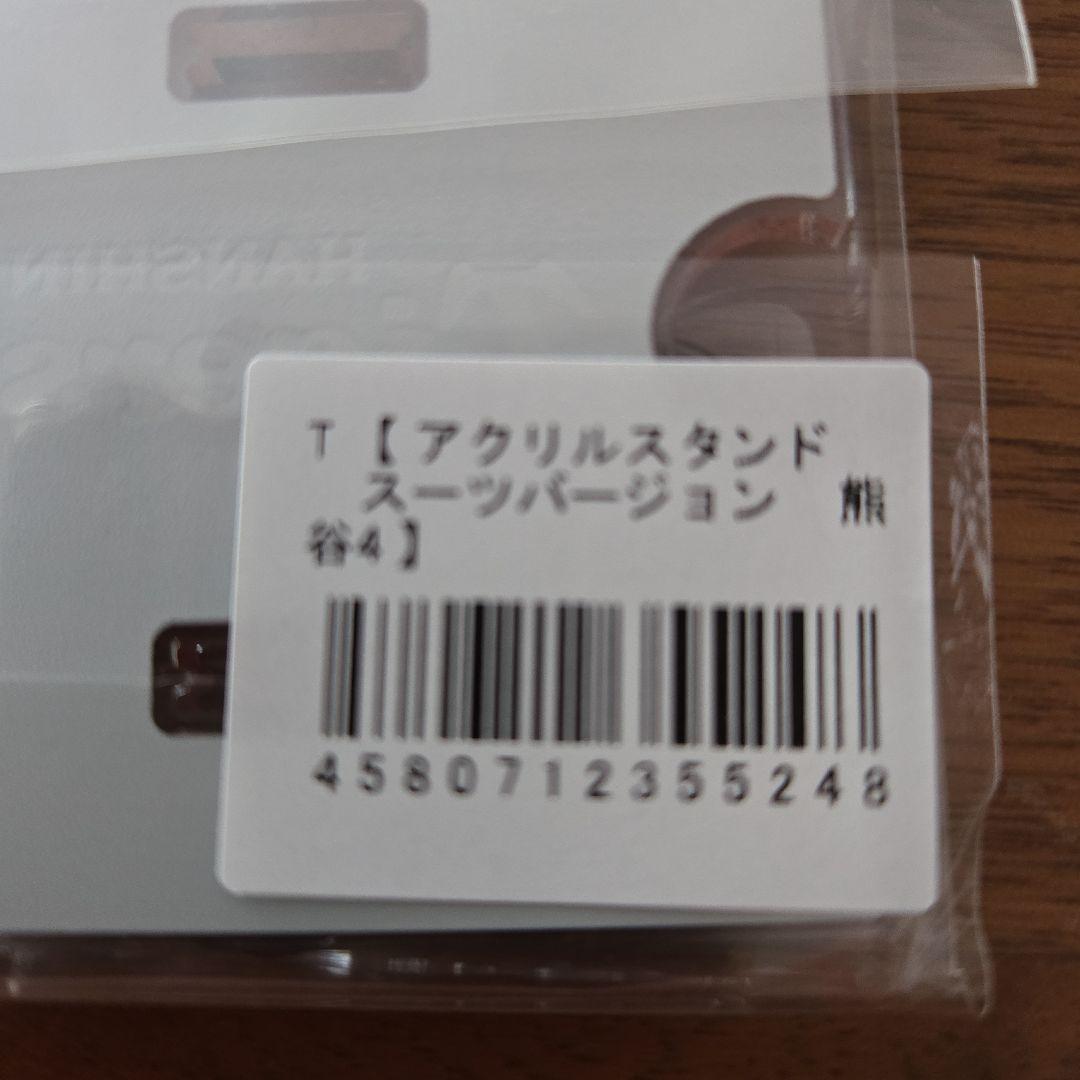 HANSHIN
T【アクリルスタンド
スーツバージョン　熊
谷4】
4580712355248